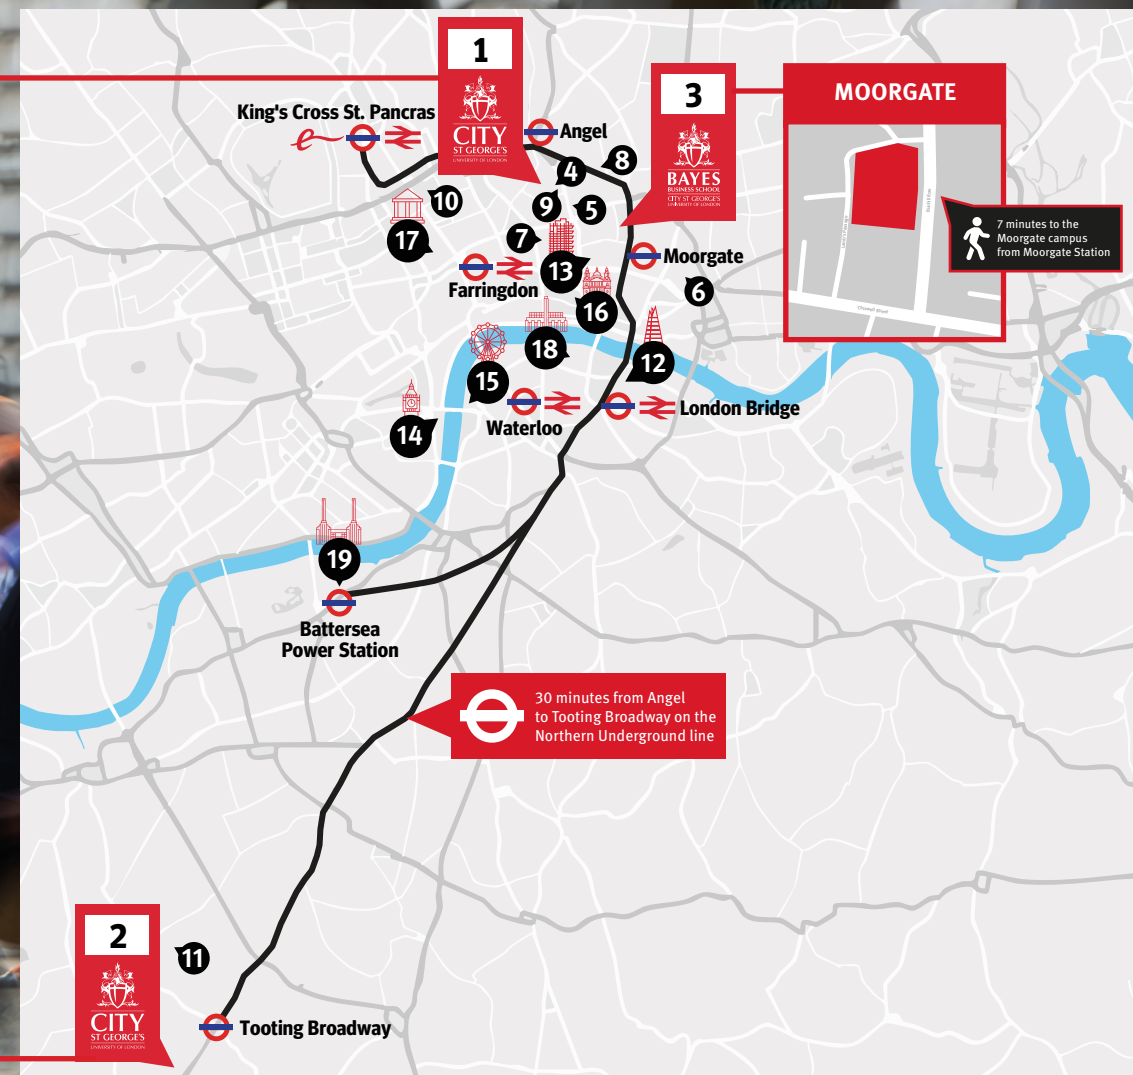 1
CITY
ST GEORGE'S
UNIVERSITY OF LONDON
3
BAYES
BUSINESS SCHOOL
CITY ST GEORGE'S
UNIVERSITY OF LONDON
MOORGATE
King's Cross St. Pancras
Angel
8
4
10
9
5
7 minutes to the
Moorgate campus
from Moorgate Station
17
7
Moorgate
13
Farringdon
6
Chiswell Street
16
18
12
15
London Bridge
Waterloo
14
19
Battersea
Power Station
30 minutes from Angel
to Tooting Broadway on the
Northern Underground line
2
CITY
ST GEORGE'S
UNIVERSITY OF LONDON
11
Tooting Broadway